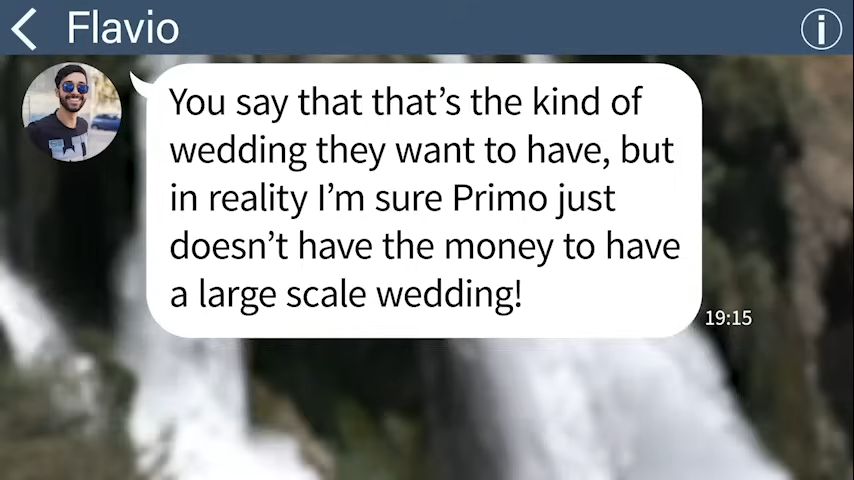 Flavio
You say that that’s the kind of
wedding they want to have, but
in reality I’m sure Primo just
doesn’t have the money to have
a large scale wedding!
19:15